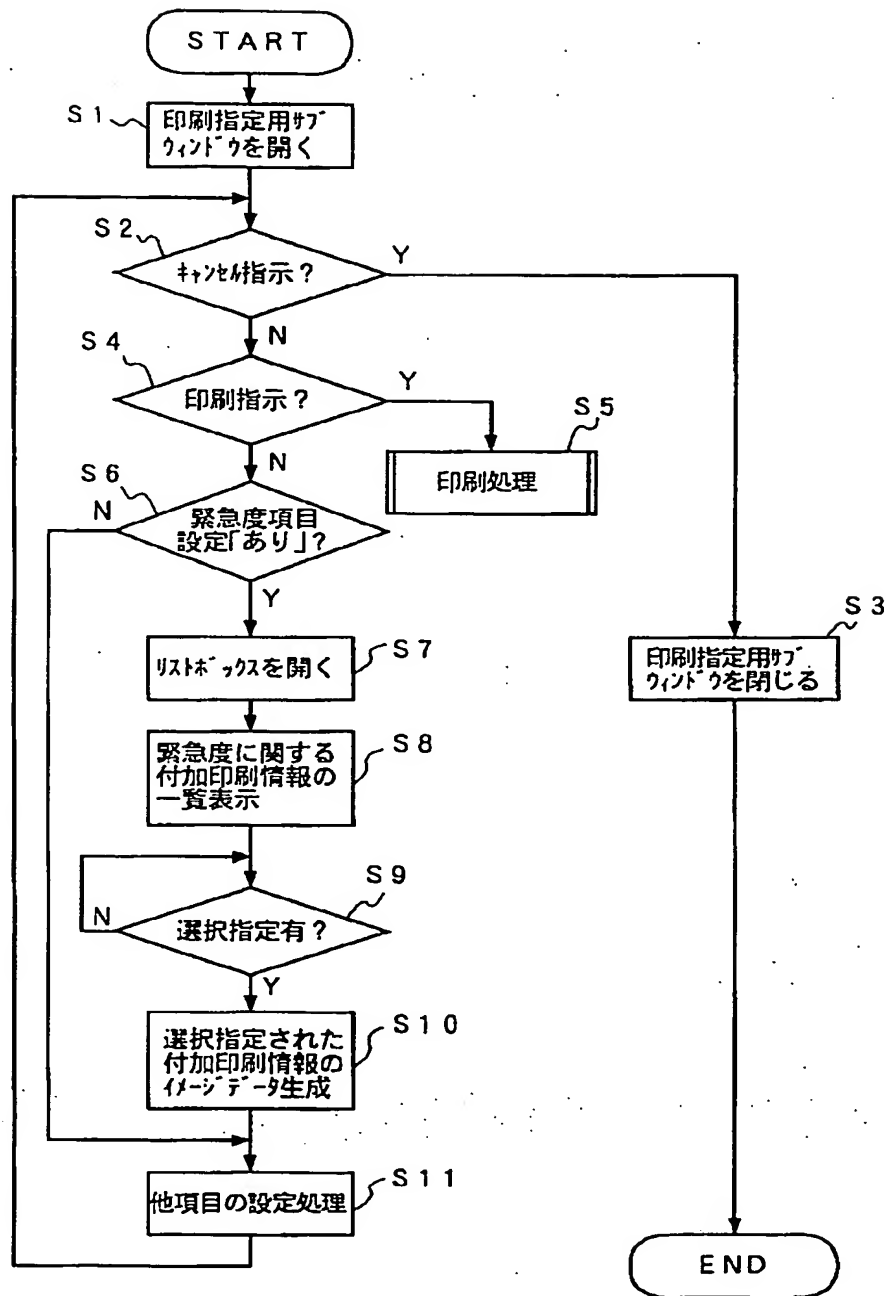 START
S1
印刷指定用ｻﾌﾞ
ｳｨﾝﾄﾞｳを開く
S2
ｷｬﾝｾﾙ指示？
Y
N
S4
印刷指示？
Y
S5
印刷処理
N
S6
N
緊急度項目
設定「あり」？
Y
S7
ﾘｽﾄﾎﾞｯｸｽを開く
S3
印刷指定用ｻﾌﾞ
ｳｨﾝﾄﾞｳを閉じる
S8
緊急度に関する
付加印刷情報の
一覧表示
S9
N
選択指定有？
Y
S10
選択指定された
付加印刷情報の
ｲﾒｰｼﾞﾃﾞｰﾀ生成
S11
他項目の設定処理
END